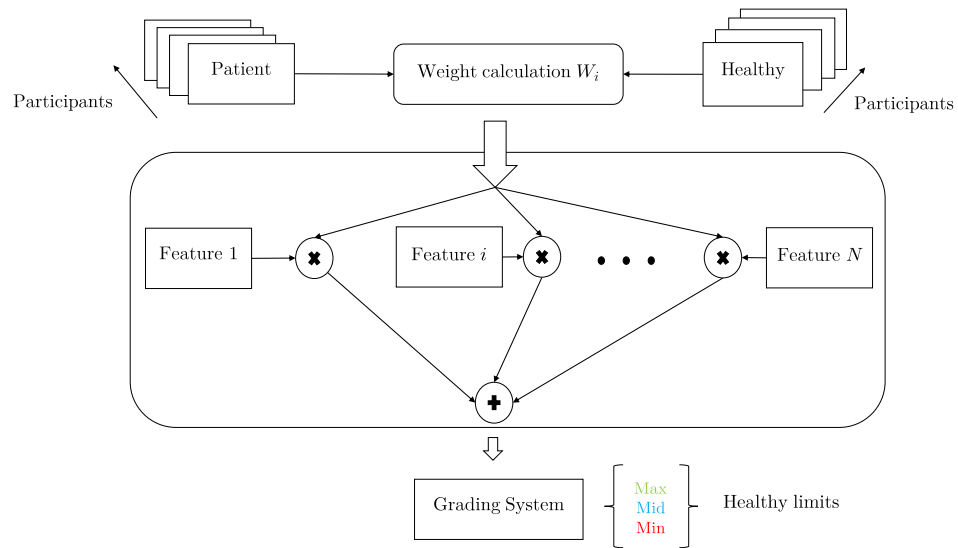 Patient
Weight calculation $W_i$
Healthy
Participants
Participants
Feature 1
Feature $i$
Feature $N$
Grading System
Max
Mid
Min
Healthy limits